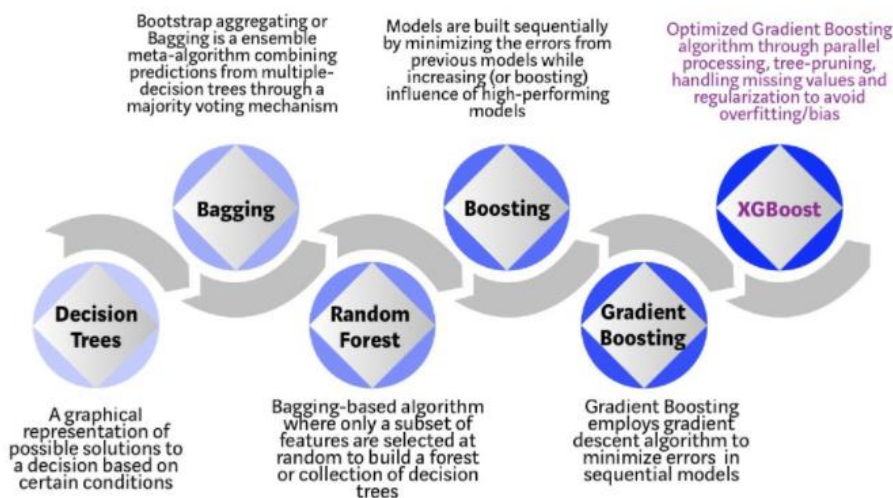 Bootstrap aggregating or
Bagging is a ensemble
meta-algorithm combining
predictions from multiple-
decision trees through a
majority voting mechanism
Models are built sequentially
by minimizing the errors from
previous models while
increasing (or boosting)
influence of high-performing
models
Optimized Gradient Boosting
algorithm through parallel
processing, tree-pruning,
handling missing values and
regularization to avoid
overfitting/bias
Bagging
Boosting
XGBoost
Decision
Trees
Random
Forest
Gradient
Boosting
A graphical
representation of
possible solutions to
a decision based on
certain conditions
Bagging-based algorithm
where only a subset of
features are selected at
random to build a forest
or collection of decision
trees
Gradient Boosting
employs gradient
descent algorithm to
minimize errors in
sequential models